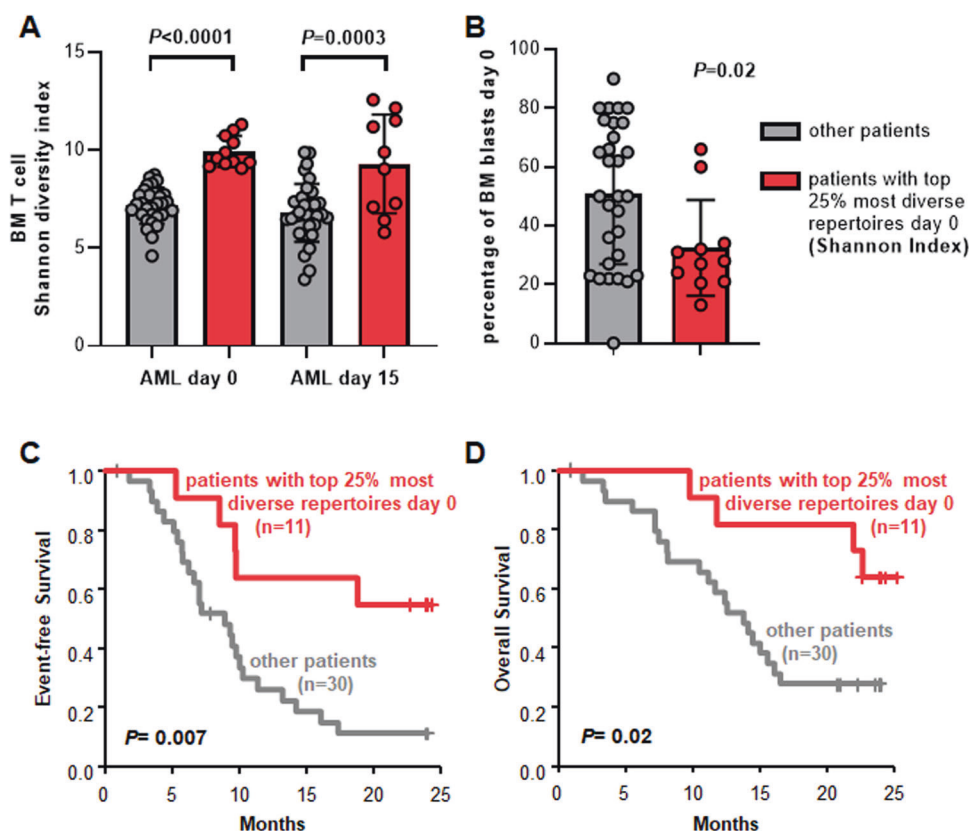 A
P<0.0001
P=0.0003
BM T cell
Shannon diversity index
15
10
5
0
AML day 0
AML day 15
B
P=0.02
percentage of BM blasts day 0
100
80
60
40
20
0
other patients
patients with top
25% most diverse
repertoires day 0
(Shannon Index)
C
Event-free Survival
1.0
0.8
0.6
0.4
0.2
0.0
patients with top 25% most
diverse repertoires day 0
(n=11)
other patients
(n=30)
P= 0.007
0
5
10
15
20
25
Months
D
Overall Survival
1.0
0.8
0.6
0.4
0.2
0.0
patients with top 25% most
diverse repertoires day 0
(n=11)
other patients
(n=30)
P= 0.02
0
5
10
15
20
25
Months